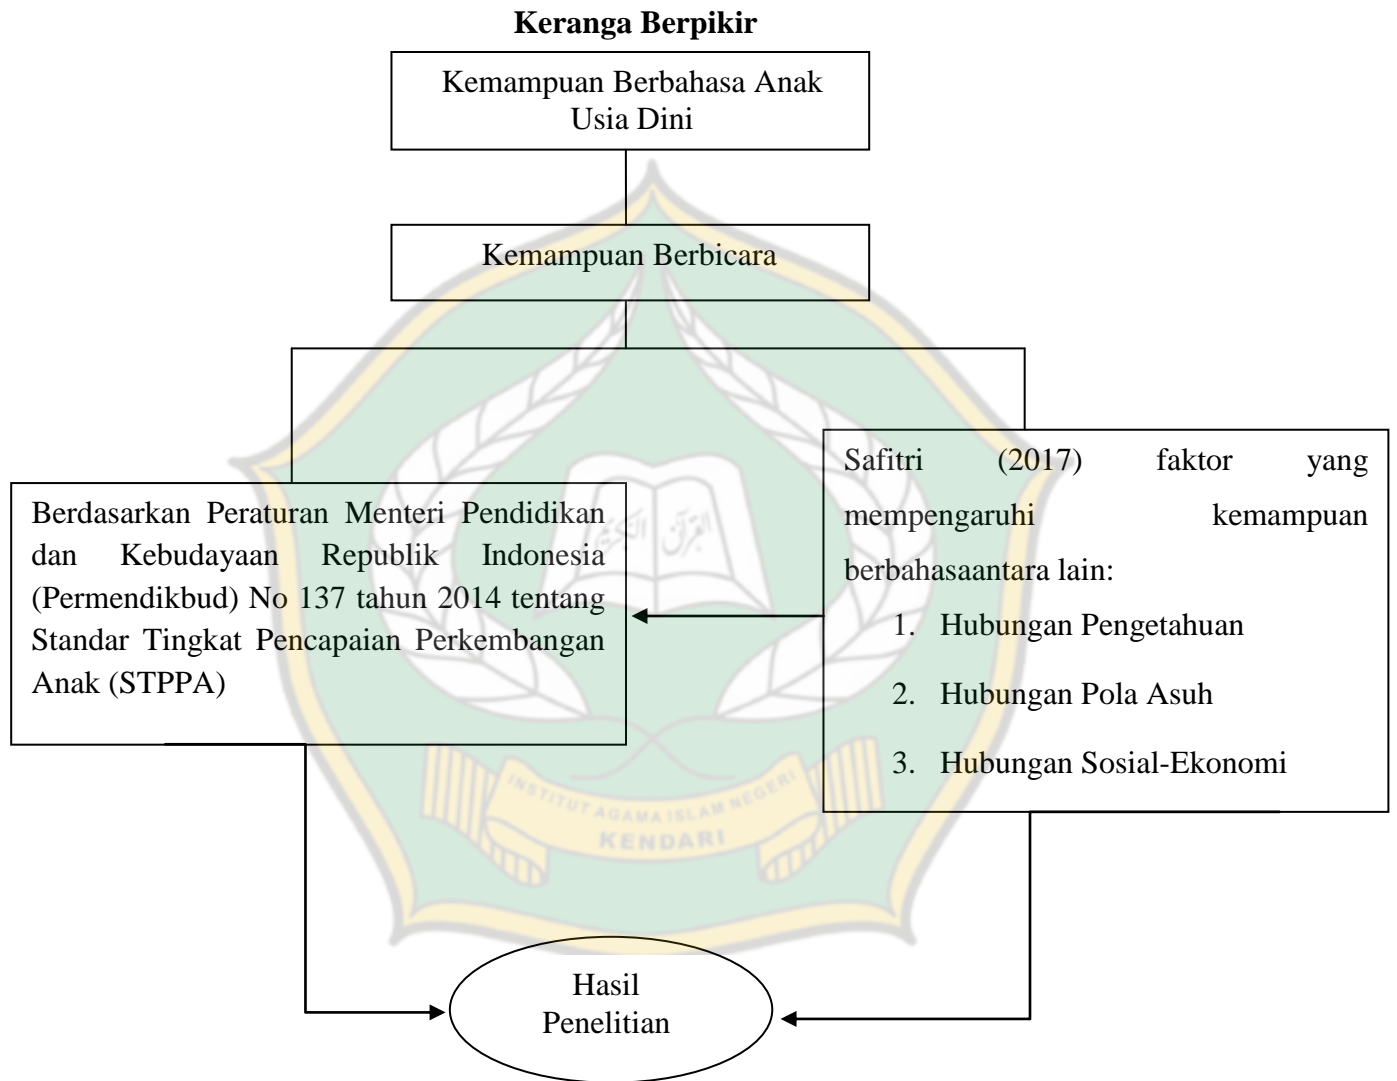 Keranga Berpikir
Kemampuan Berbahasa Anak
Usia Dini
Kemampuan Berbicara
Berdasarkan Peraturan Menteri Pendidikan
dan Kebudayaan Republik Indonesia
(Permendikbud) No 137 tahun 2014 tentang
Standar Tingkat Pencapaian Perkembangan
Anak (STPPA)
Safitri (2017) faktor yang
mempengaruhi kemampuan
berbahasaantara lain:
1. Hubungan Pengetahuan
2. Hubungan Pola Asuh
3. Hubungan Sosial-Ekonomi
القرآن الكريم
INSTITUT AGAMA ISLAM NEGERI
KENDARI
Hasil
Penelitian